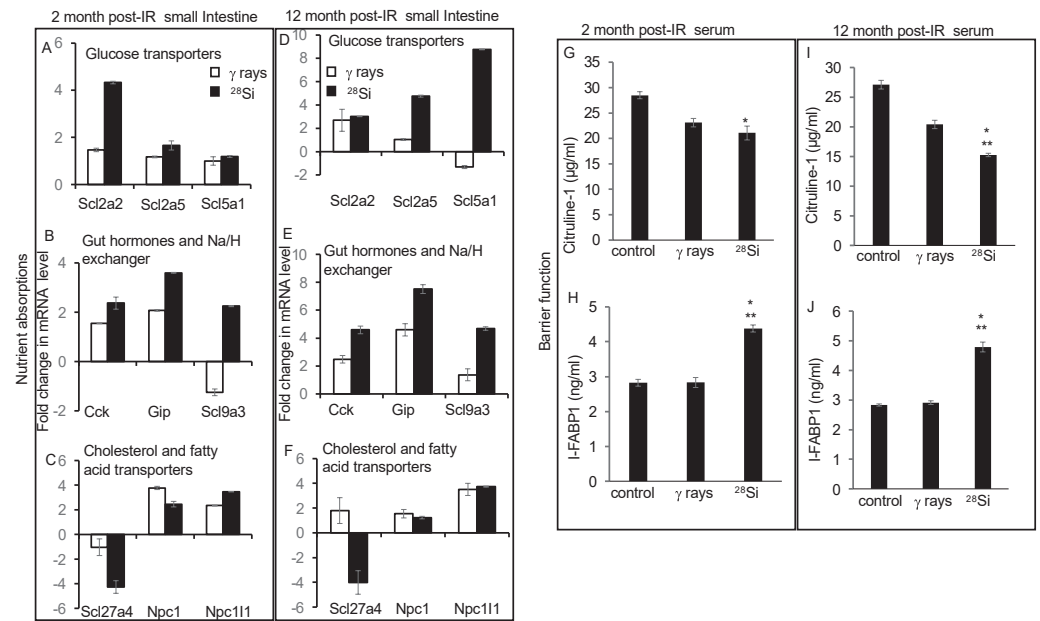 2 month post-IR small Intestine
12 month post-IR small Intestine
A
Glucose transporters
γ rays
28Si
6
4
2
0
Scl2a2 Scl2a5 Scl5a1
D
Glucose transporters
γ rays
28Si
10
8
6
4
2
0
-2
Scl2a2 Scl2a5 Scl5a1
Nutrient absorptions
Fold change in mRNA level
B
Gut hormones and Na/H
exchanger
4
2
0
-2
Cck Gip Scl9a3
Fold change in mRNA level
E
Gut hormones and Na/H
exchanger
10
8
6
4
2
0
Cck Gip Scl9a3
C
Cholesterol and fatty
acid transporters
6
4
2
0
-2
-4
-6
Scl27a4 Npc1 Npc1l1
F
Cholesterol and fatty
acid transporters
6
4
2
0
-2
-4
-6
Scl27a4 Npc1 Npc1l1
2 month post-IR serum
12 month post-IR serum
Barrier function
G
Citruline-1 (µg/ml)
35
30
25
20
15
10
5
0
*
control γ rays 28Si
I
Citruline-1 (µg/ml)
30
25
20
15
10
5
0
*
**
control γ rays 28Si
H
I-FABP1 (ng/ml)
5
4
3
2
1
0
*
**
control γ rays 28Si
J
I-FABP1 (ng/ml)
6
5
4
3
2
1
0
*
**
control γ rays 28Si